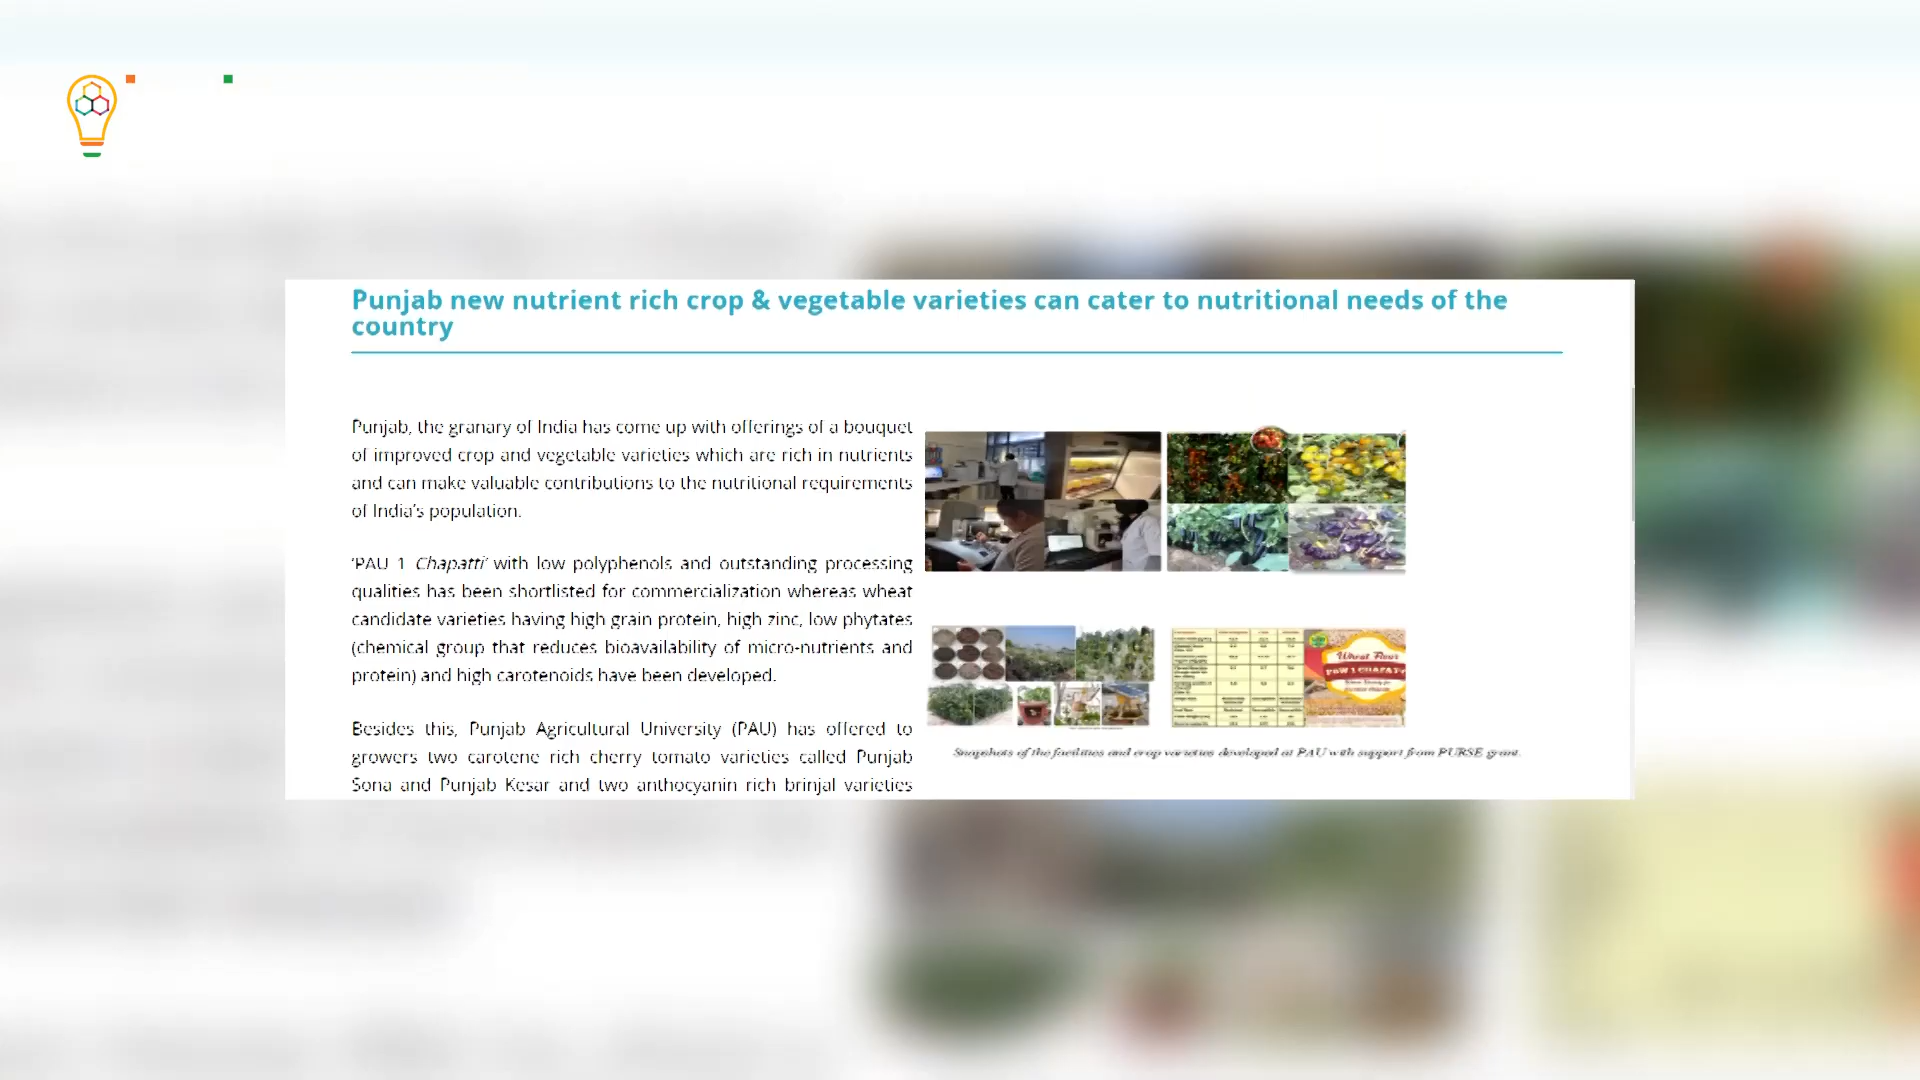 Punjab new nutrient rich crop & vegetable varieties can cater to nutritional needs of the
country
Punjab, the granary of India has come up with offerings of a bouquet
of improved crop and vegetable varieties which are rich in nutrients
and can make valuable contributions to the nutritional requirements
of India's population.
'PAU 1 Chapatti' with low polyphenols and outstanding processing
qualities has been shortlisted for commercialization whereas wheat
candidate varieties having high grain protein, high zinc, low phytates
(chemical group that reduces bioavailability of micro-nutrients and
protein) and high carotenoids have been developed.
Besides this, Punjab Agricultural University (PAU) has offered to
growers two carotene rich cherry tomato varieties called Punjab
Sona and Punjab Kesar and two anthocyanin rich brinjal varieties
Wheat Flour
PBW 1 CHAPATI
Snapshots of the facilities and crop varieties developed at PAU with support from PURSE grant.